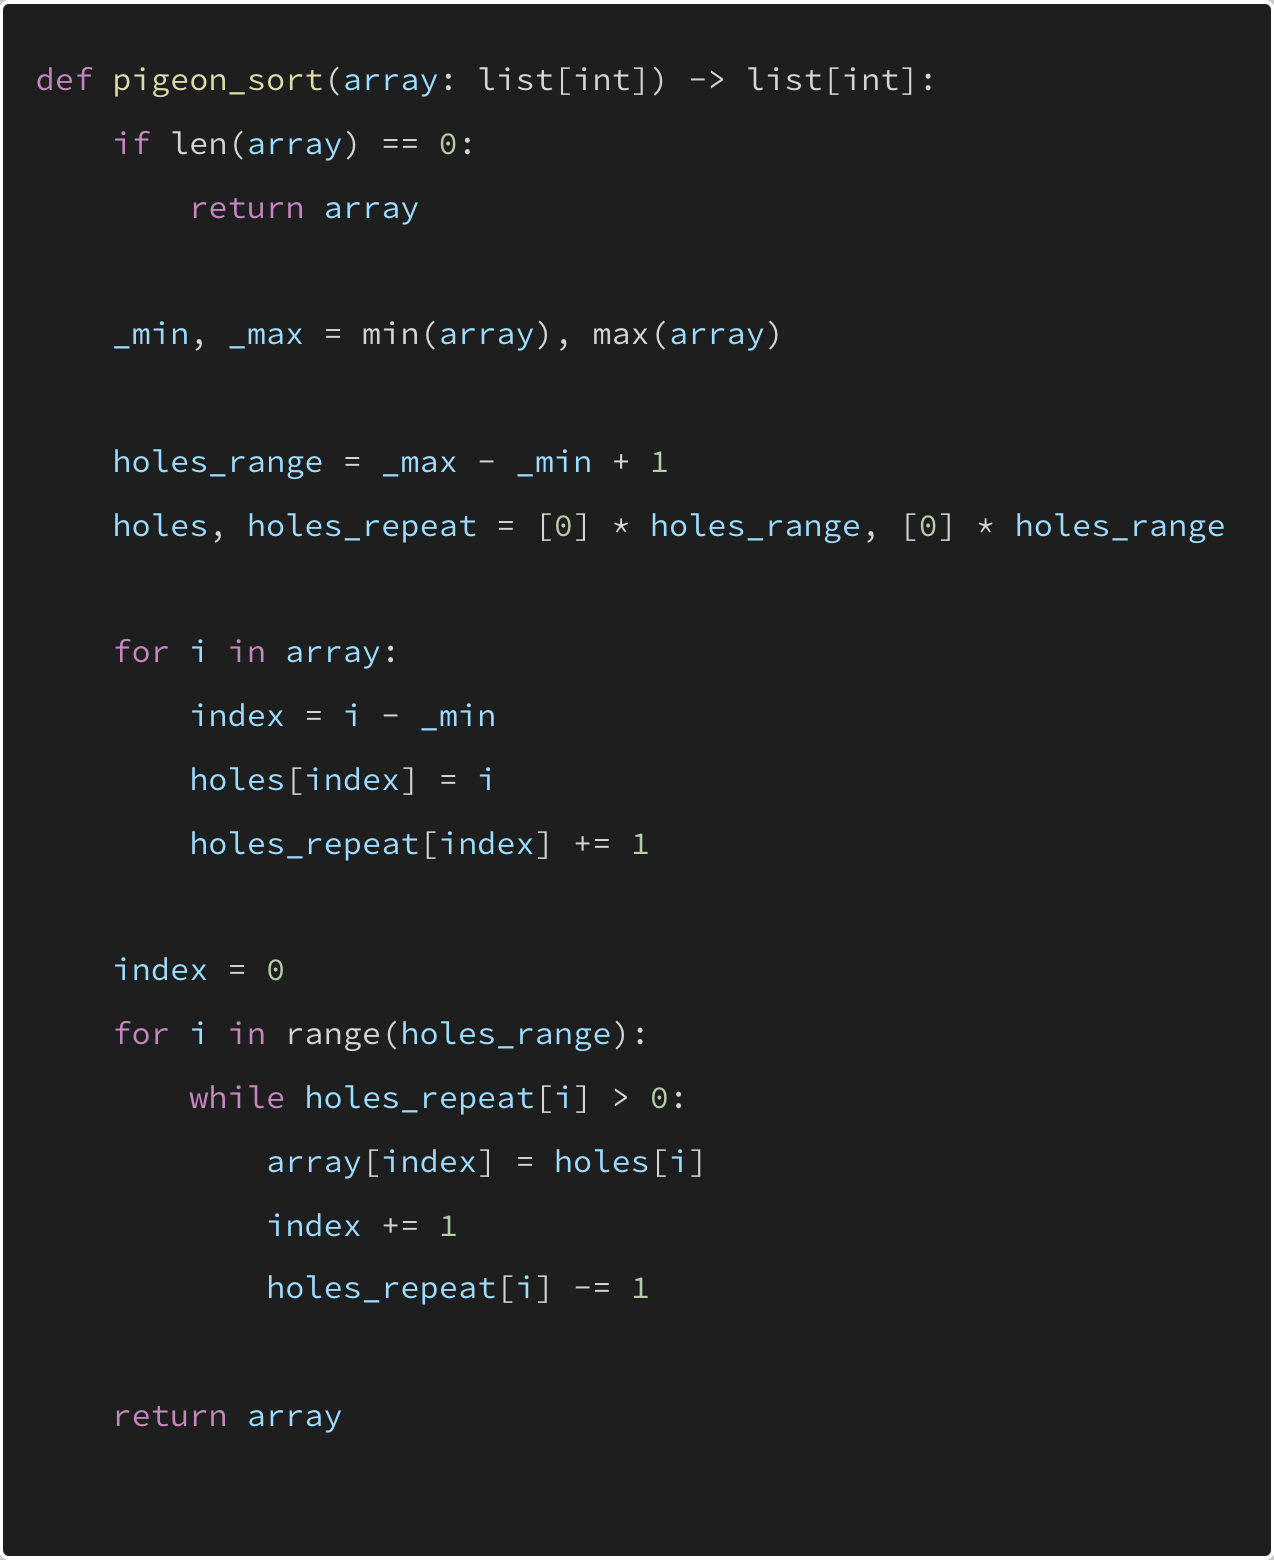 def pigeon_sort(array: list[int]) -> list[int]:
    if len(array) == 0:
        return array

    _min, _max = min(array), max(array)

    holes_range = _max - _min + 1
    holes, holes_repeat = [0] * holes_range, [0] * holes_range

    for i in array:
        index = i - _min
        holes[index] = i
        holes_repeat[index] += 1

    index = 0
    for i in range(holes_range):
        while holes_repeat[i] > 0:
            array[index] = holes[i]
            index += 1
            holes_repeat[i] -= 1

    return array